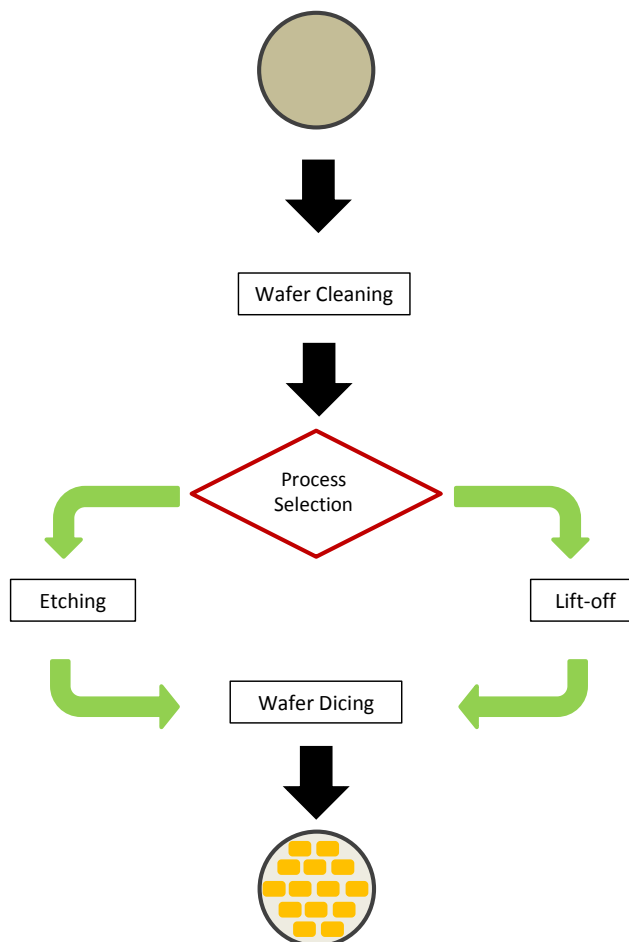 Wafer Cleaning
Process
Selection
Etching
Lift-off
Wafer Dicing